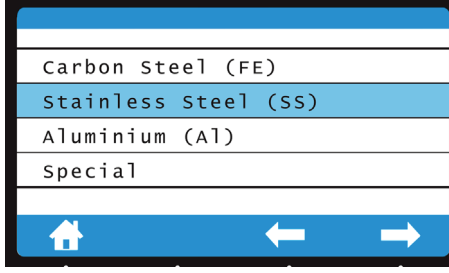 Carbon Steel (FE)
Stainless Steel (SS)
Aluminium (Al)
Special